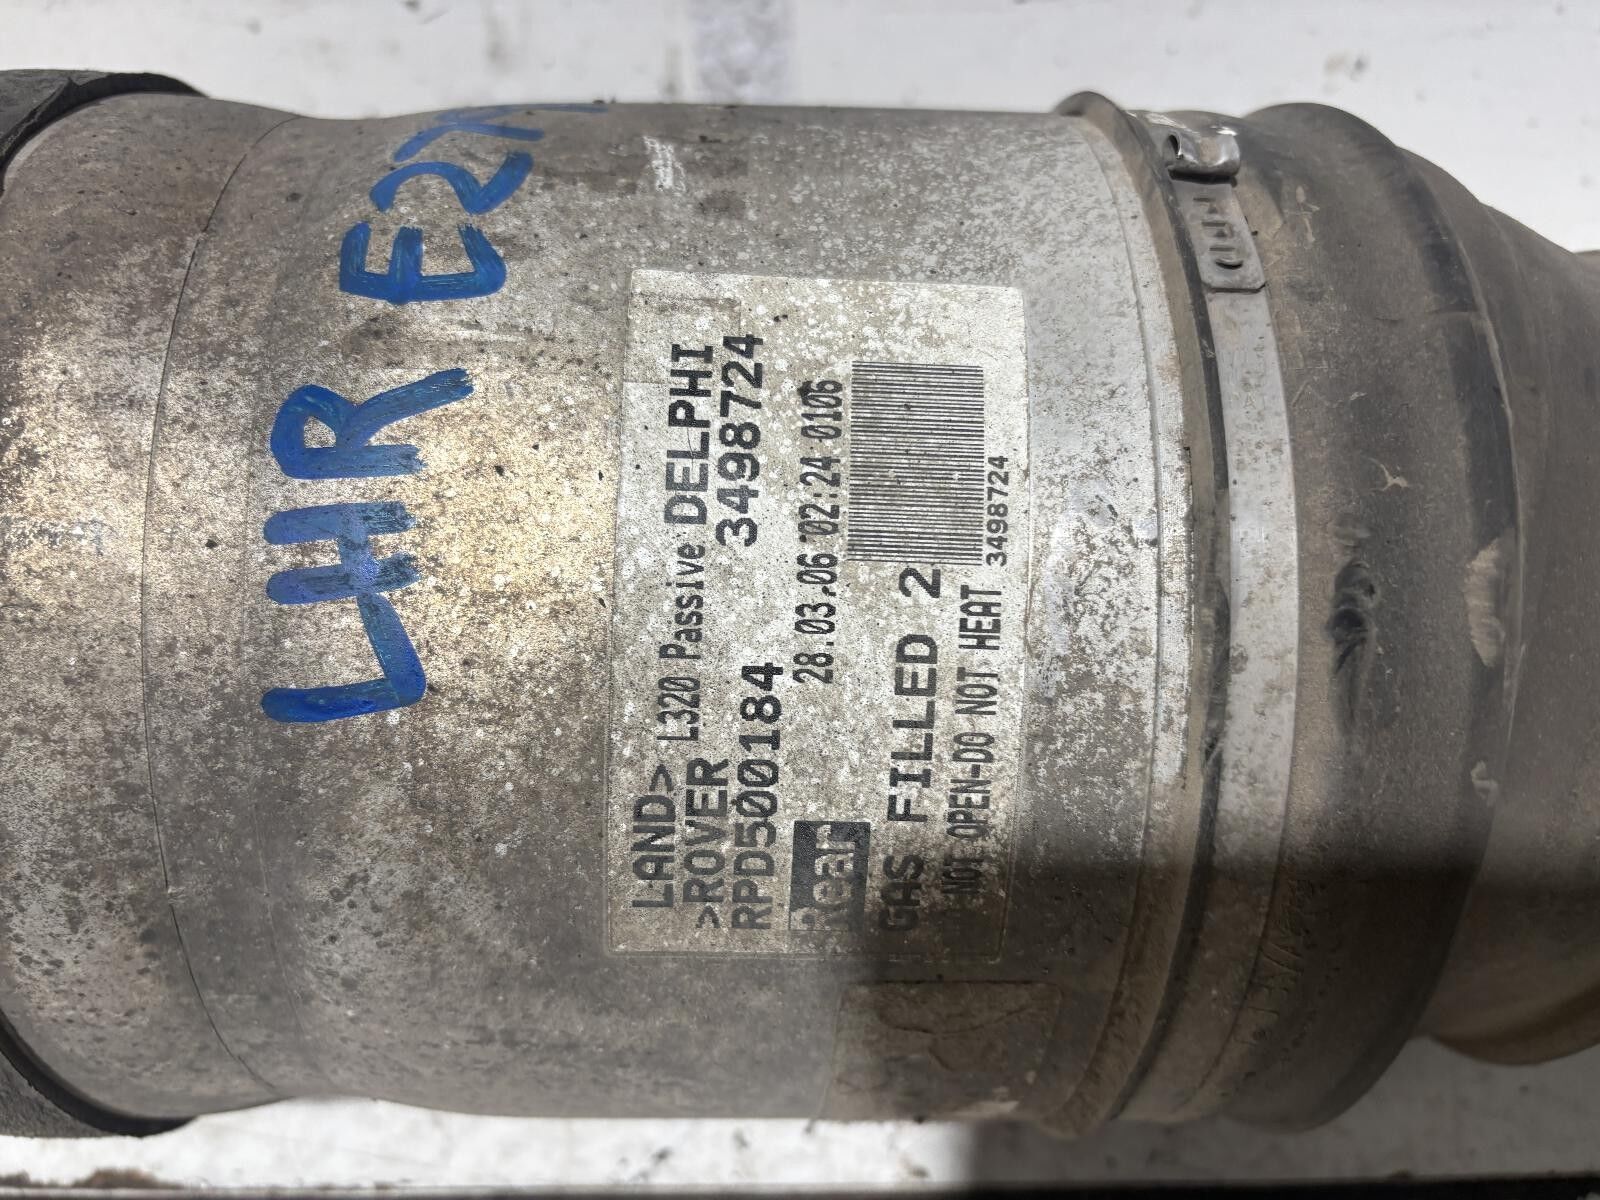 LHR E27
LAND> L320 Passive DELPHI
>ROVER
RPD500184 3498724
28.03.06 02:24 0106
Rear
GAS FILLED 2
NOT OPEN-DO NOT HEAT 3498724